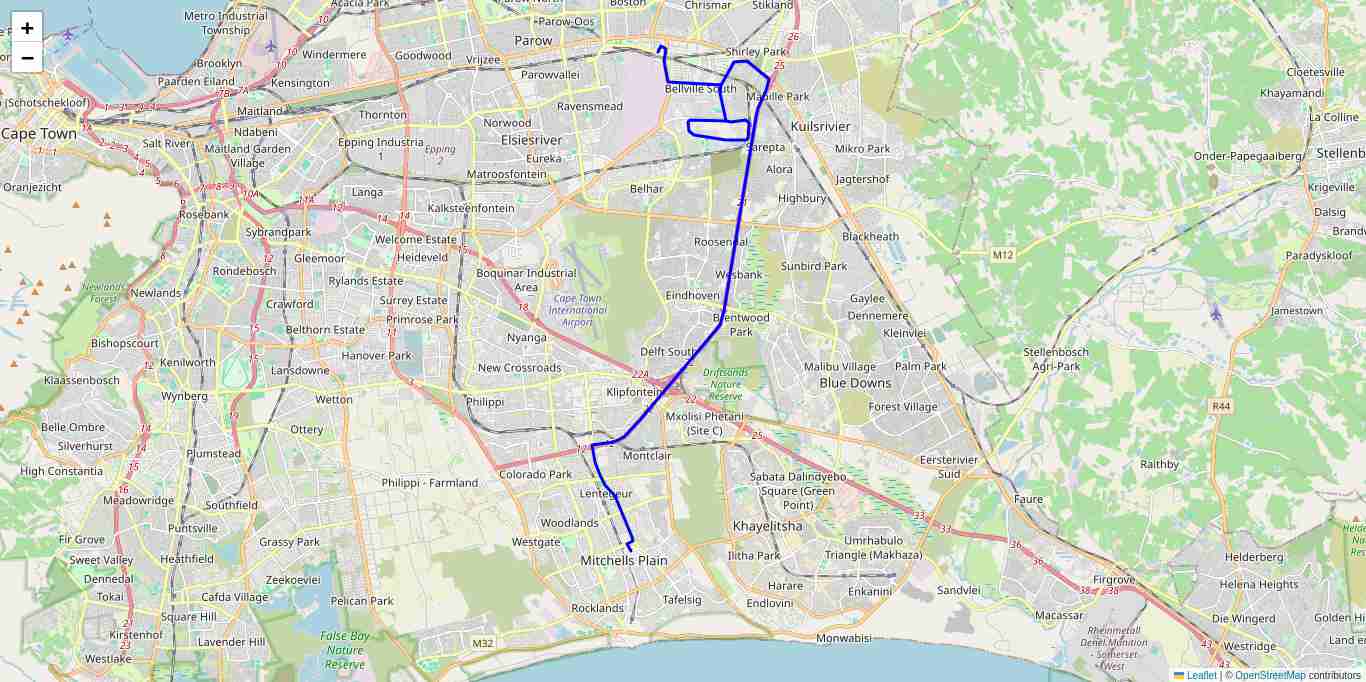 Acacia Park
Boston
Chrismar
Stikland
Metro Industrial
Township
Parow-Oos
Parow
Shirley Park
+
−
Windermere
Goodwood
Vrijzee
Brooklyn
Parowvallei
Cloetesville
Paarden Eiland
Kensington
Bellville South
Mabille Park
Khayamandi
(Schotschekloof)
Maitland
Thornton
Ravensmead
Norwood
Kuilsrivier
La Colline
Cape Town
Ndabeni
Salt River
Maitland Garden
Village
Epping Industria
1
Epping
2
Elsiesriver
Eureka
Sarepta
Mikro Park
Onder-Papegaaiberg
Matroosfontein
Alora
Jagtershof
Oranjezicht
Langa
Belhar
Highbury
Krigeville
Rosebank
Kalksteenfontein
Dalsig
Sybrandpark
Welcome Estate
Roosendal
Blackheath
Gleemoor
Heideveld
M12
Paradyskloof
Rondebosch
Rylands Estate
Boquinar Industrial
Area
Wesbank
Sunbird Park
Newlands
Forest
Newlands
Crawford
Surrey Estate
Cape Town
International
Airport
Eindhoven
Gaylee
Dennemere
Primrose Park
Brentwood
Park
Jamestown
Bishopscourt
Belthorn Estate
Nyanga
Kleinvlei
Kenilworth
Hanover Park
Delft South
Stellenbosch
Agri-Park
Klaassenbosch
Lansdowne
New Crossroads
22A
Driftsands
Nature
Reserve
Malibu Village
Palm Park
Blue Downs
Wynberg
Wetton
Philippi
Klipfontein
22
Forest Village
R44
Belle Ombre
Ottery
Mxolisi Phetani
(Site C)
25
Silverhurst
Plumstead
Montclair
Eersterivier
Suid
Raithby
High Constantia
Colorado Park
Philippi - Farmland
Sabata Dalindyebo
Square (Green
Point)
Meadowridge
Southfield
Lentegeur
Faure
Woodlands
Khayelitsha
Puntsville
Fir Grove
Grassy Park
Westgate
Umrhabulo
Triangle (Makhaza)
Sweet Valley
Heathfield
Mitchells Plain
Ilitha Park
Helderberg
Dennedal
Zeekoevlei
Firgrove
Helena Heights
Tokai
Cafda Village
Pelican Park
Harare
Enkanini
Sandvlei
Rocklands
Tafelsig
Endlovini
Macassar
Square Hill
Die Wingerd
Kirstenhof
Lavender Hill
False Bay
Nature
Reserve
M32
Monwabisi
Rheinmetall
Denel Munition
- Somerset
West
Westridge
Westlake
Leaflet | © OpenStreetMap contributors